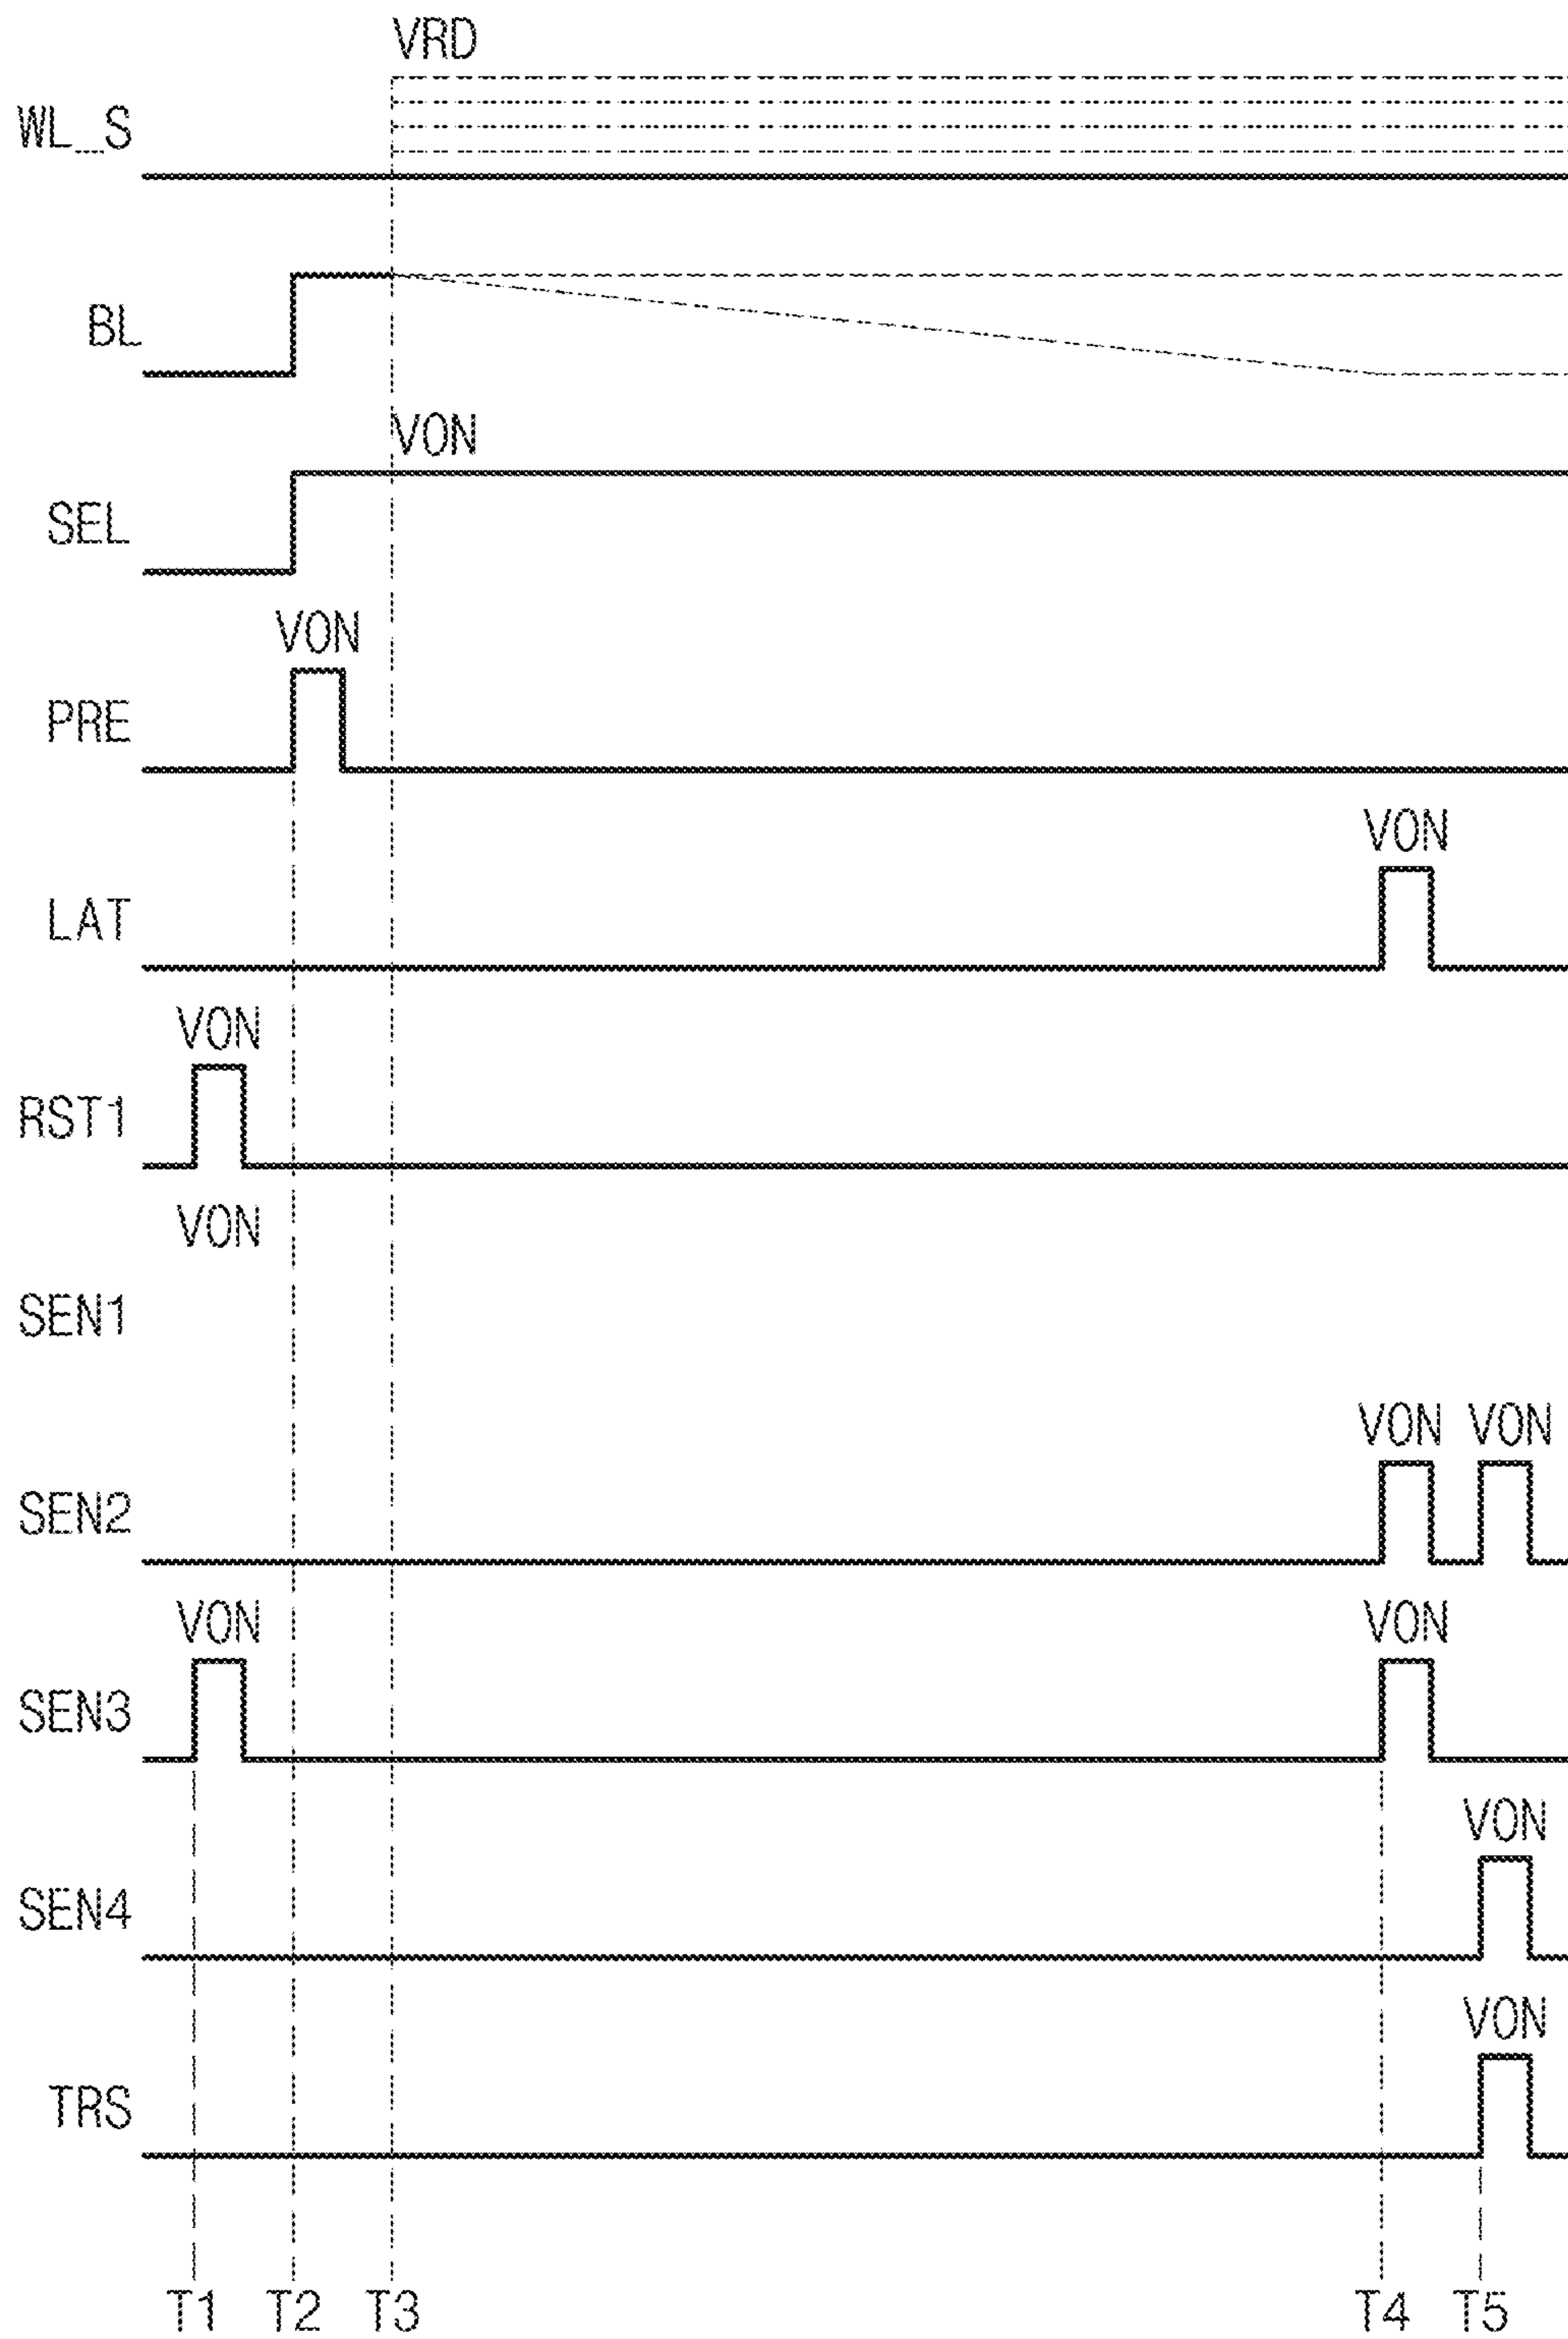 VRD
WL_S
BL
VON
SEL
VON
PRE
VON
LAT
VON
RST1
VON
SEN1
VON VON
SEN2
VON VON
SEN3
VON
SEN4
VON
TRS
T1 T2 T3 T4 T5